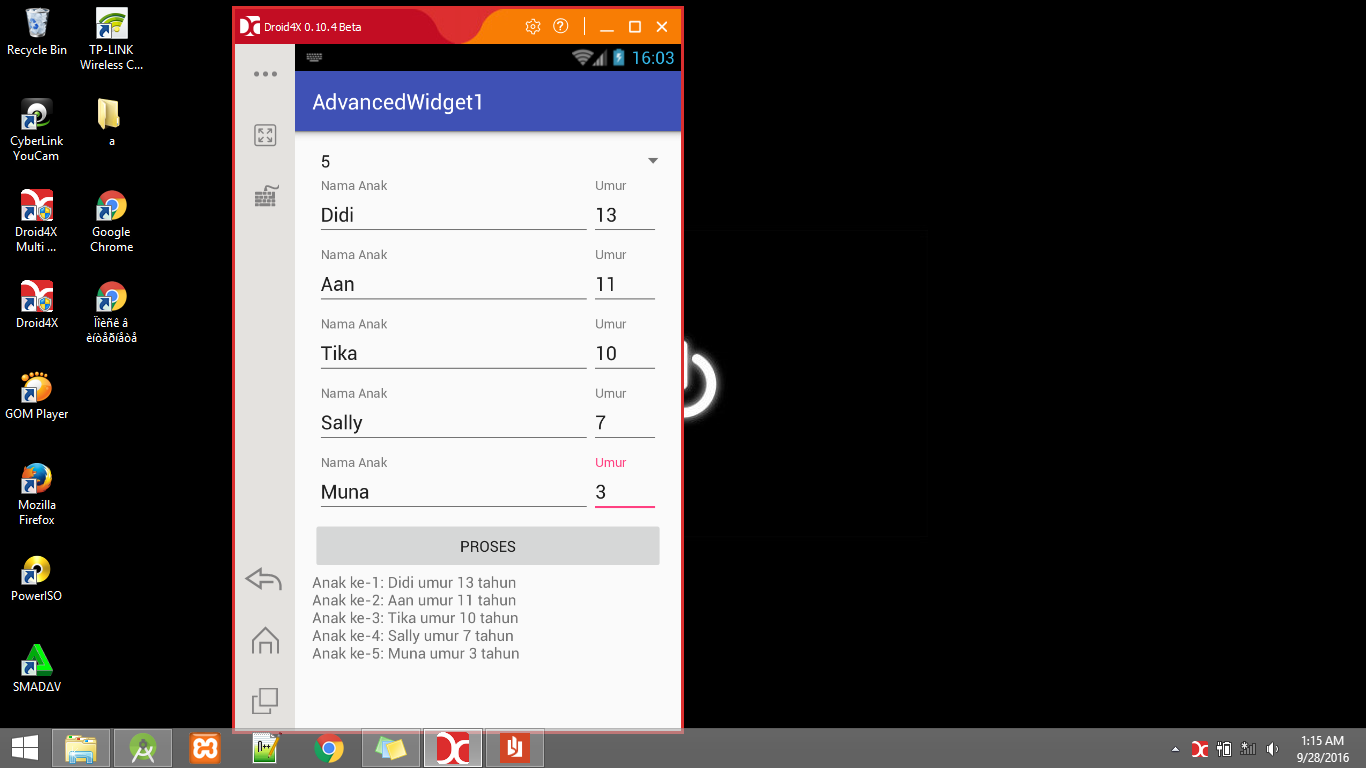 Recycle Bin
TP-LINK
Wireless C...
CyberLink
YouCam
a
Droid4X
Multi ...
Google
Chrome
Droid4X
Ïîèñê â
èíòåðíåòå
GOM Player
Mozilla
Firefox
PowerISO
SMADΔV
Droid4X 0.10.4 Beta
16:03
AdvancedWidget1
5
Nama Anak Umur
Didi 13
Nama Anak Umur
Aan 11
Nama Anak Umur
Tika 10
Nama Anak Umur
Sally 7
Nama Anak Umur
Muna 3
PROSES
Anak ke-1: Didi umur 13 tahun
Anak ke-2: Aan umur 11 tahun
Anak ke-3: Tika umur 10 tahun
Anak ke-4: Sally umur 7 tahun
Anak ke-5: Muna umur 3 tahun
1:15 AM
9/28/2016